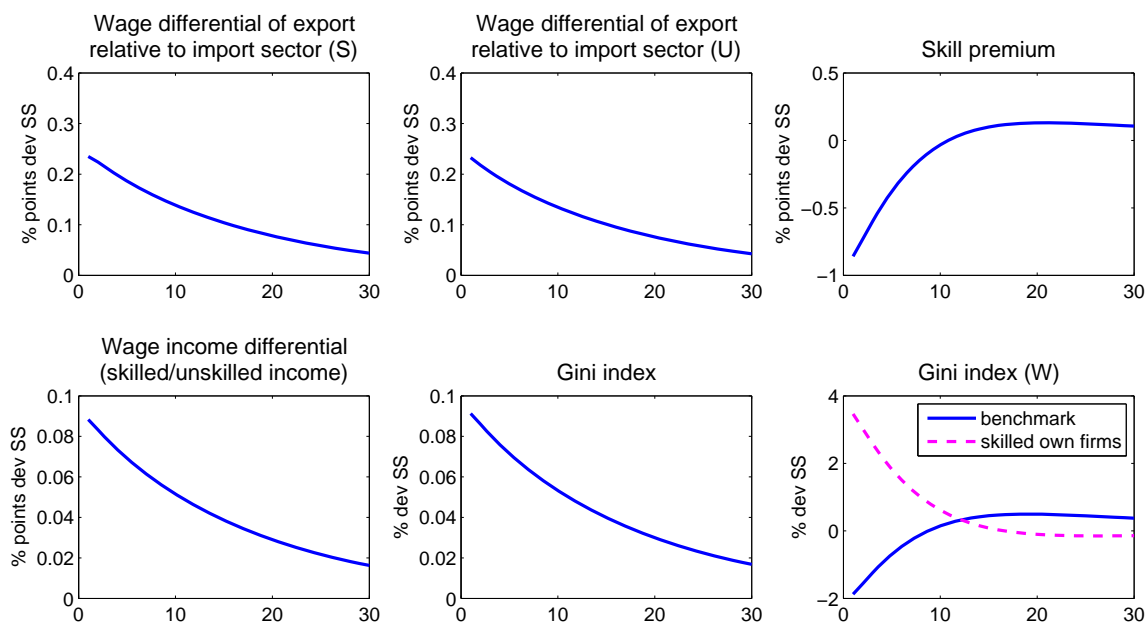 Wage differential of export
relative to import sector (S)
% points dev SS
0.4
0.3
0.2
0.1
0
0 10 20 30
Wage differential of export
relative to import sector (U)
% points dev SS
0.4
0.3
0.2
0.1
0
0 10 20 30
Skill premium
% points dev SS
0.5
0
−0.5
−1
0 10 20 30
Wage income differential
(skilled/unskilled income)
% points dev SS
0.1
0.08
0.06
0.04
0.02
0
0 10 20 30
Gini index
% dev SS
0.1
0.08
0.06
0.04
0.02
0
0 10 20 30
Gini index (W)
% dev SS
4
2
0
−2
benchmark
skilled own firms
0 10 20 30